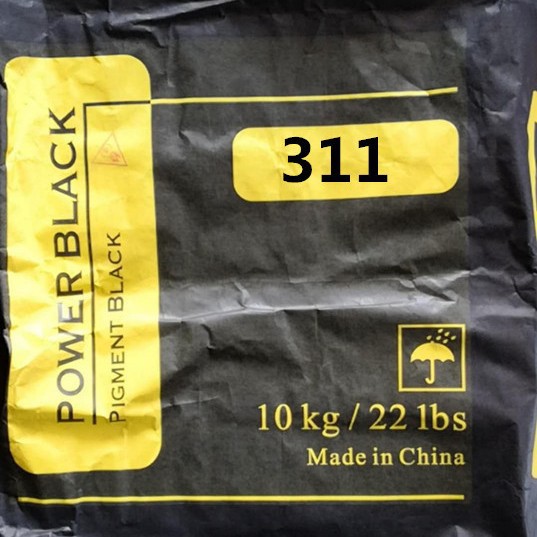 POWER BLACK
PIGMENT BLACK
311
10 kg / 22 lbs
Made in China